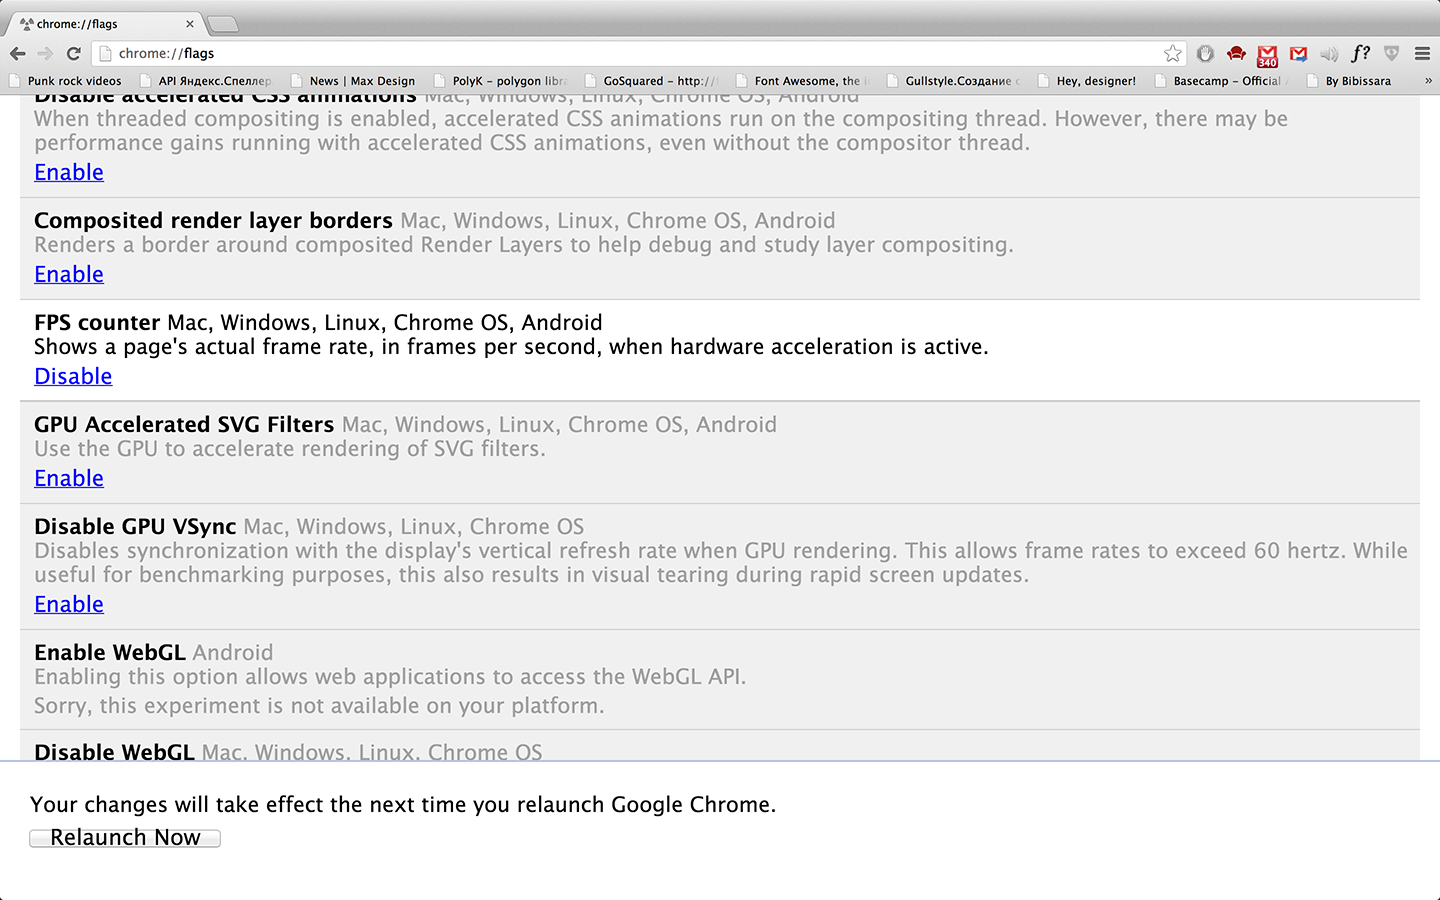 chrome://flags
chrome://flags
340
f?
Punk rock videos
API Яндекс.Спеллер
News | Max Design
PolyK - polygon libr
GoSquared - http://
Font Awesome, the i
Gullstyle.Создание с
Hey, designer!
Basecamp – Official
By Bibissara
»
Disable accelerated CSS animations Mac, Windows, Linux, Chrome OS, Android
When threaded compositing is enabled, accelerated CSS animations run on the compositing thread. However, there may be
performance gains running with accelerated CSS animations, even without the compositor thread.
Enable
Composited render layer borders Mac, Windows, Linux, Chrome OS, Android
Renders a border around composited Render Layers to help debug and study layer compositing.
Enable
FPS counter Mac, Windows, Linux, Chrome OS, Android
Shows a page's actual frame rate, in frames per second, when hardware acceleration is active.
Disable
GPU Accelerated SVG Filters Mac, Windows, Linux, Chrome OS, Android
Use the GPU to accelerate rendering of SVG filters.
Enable
Disable GPU VSync Mac, Windows, Linux, Chrome OS
Disables synchronization with the display's vertical refresh rate when GPU rendering. This allows frame rates to exceed 60 hertz. While
useful for benchmarking purposes, this also results in visual tearing during rapid screen updates.
Enable
Enable WebGL Android
Enabling this option allows web applications to access the WebGL API.
Sorry, this experiment is not available on your platform.
Disable WebGL Mac, Windows, Linux, Chrome OS
Your changes will take effect the next time you relaunch Google Chrome.
Relaunch Now